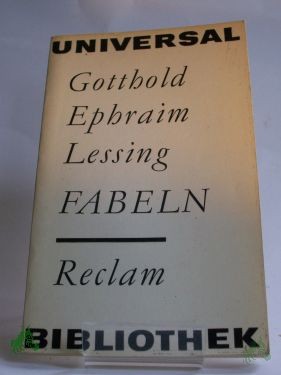 UNIVERSAL
Gotthold
Ephraim
Lessing
FABELN
Reclam
BIBLIOTHEK